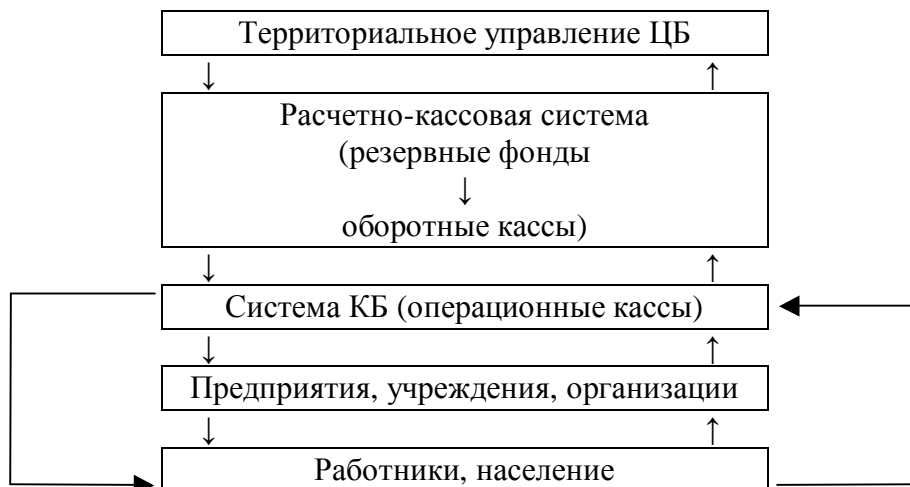 Территориальное управление ЦБ
↓ ↑
Расчетно-кассовая система
(резервные фонды
↓
оборотные кассы)
↓ ↑
Система КБ (операционные кассы)
↓ ↑
Предприятия, учреждения, организации
↓ ↑
Работники, население